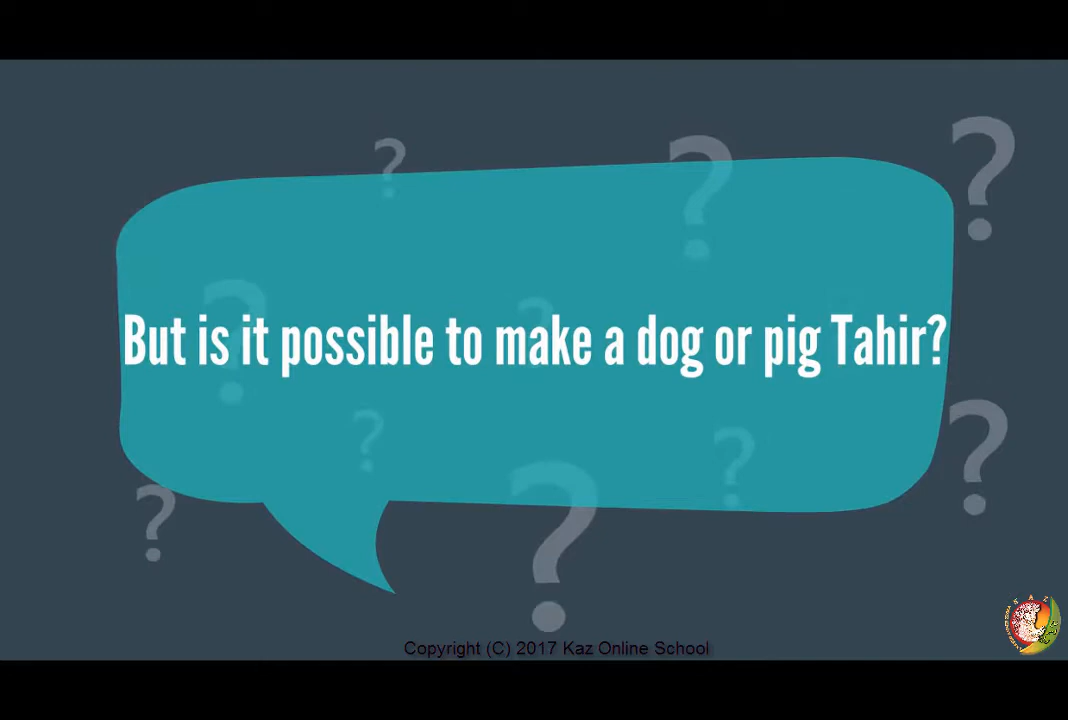 But is it possible to make a dog or pig Tahir?
Copyright (C) 2017 Kaz Online School